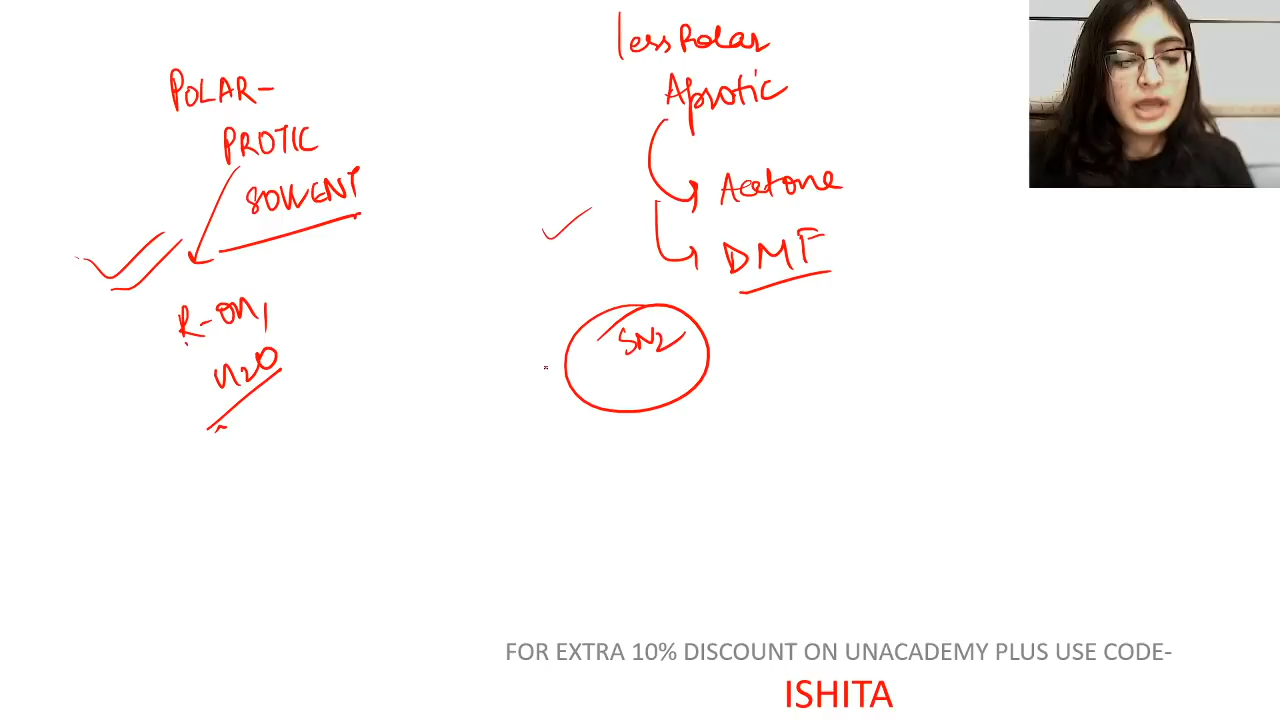 POLAR-
PROTIC
SOLVENT
R-OH,
H2O
less Polar
Aprotic
Acetone
DMF
SN2
FOR EXTRA 10% DISCOUNT ON UNACADEMY PLUS USE CODE-
ISHITA